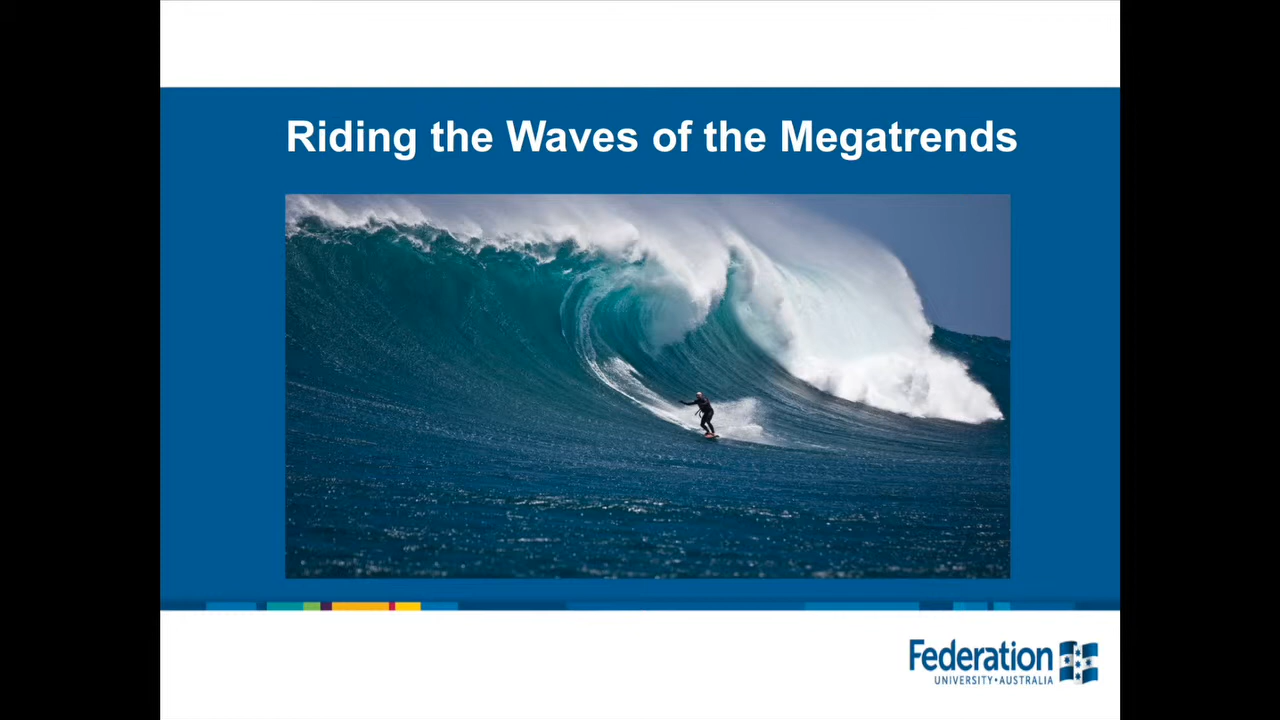 Riding the Waves of the Megatrends
Federation
UNIVERSITY • AUSTRALIA